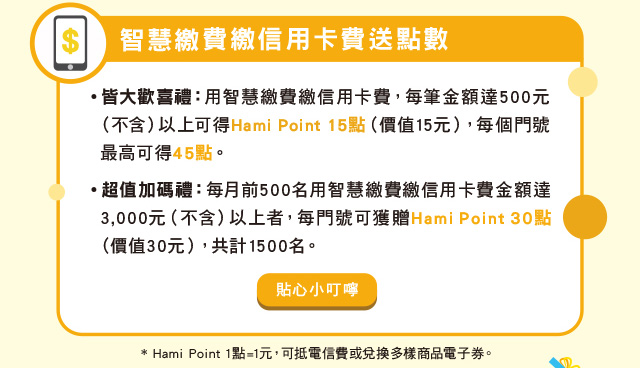 智慧繳費繳信用卡費送點數
•皆大歡喜禮：用智慧繳費繳信用卡費，每筆金額達500元
（不含）以上可得Hami Point 15點（價值15元），每個門號
最高可得45點。
•超值加碼禮：每月前500名用智慧繳費繳信用卡費金額達
3,000元（不含）以上者，每門號可獲贈Hami Point 30點
（價值30元），共計1500名。
貼心小叮嚀
* Hami Point 1點=1元，可抵電信費或兌換多樣商品電子券。